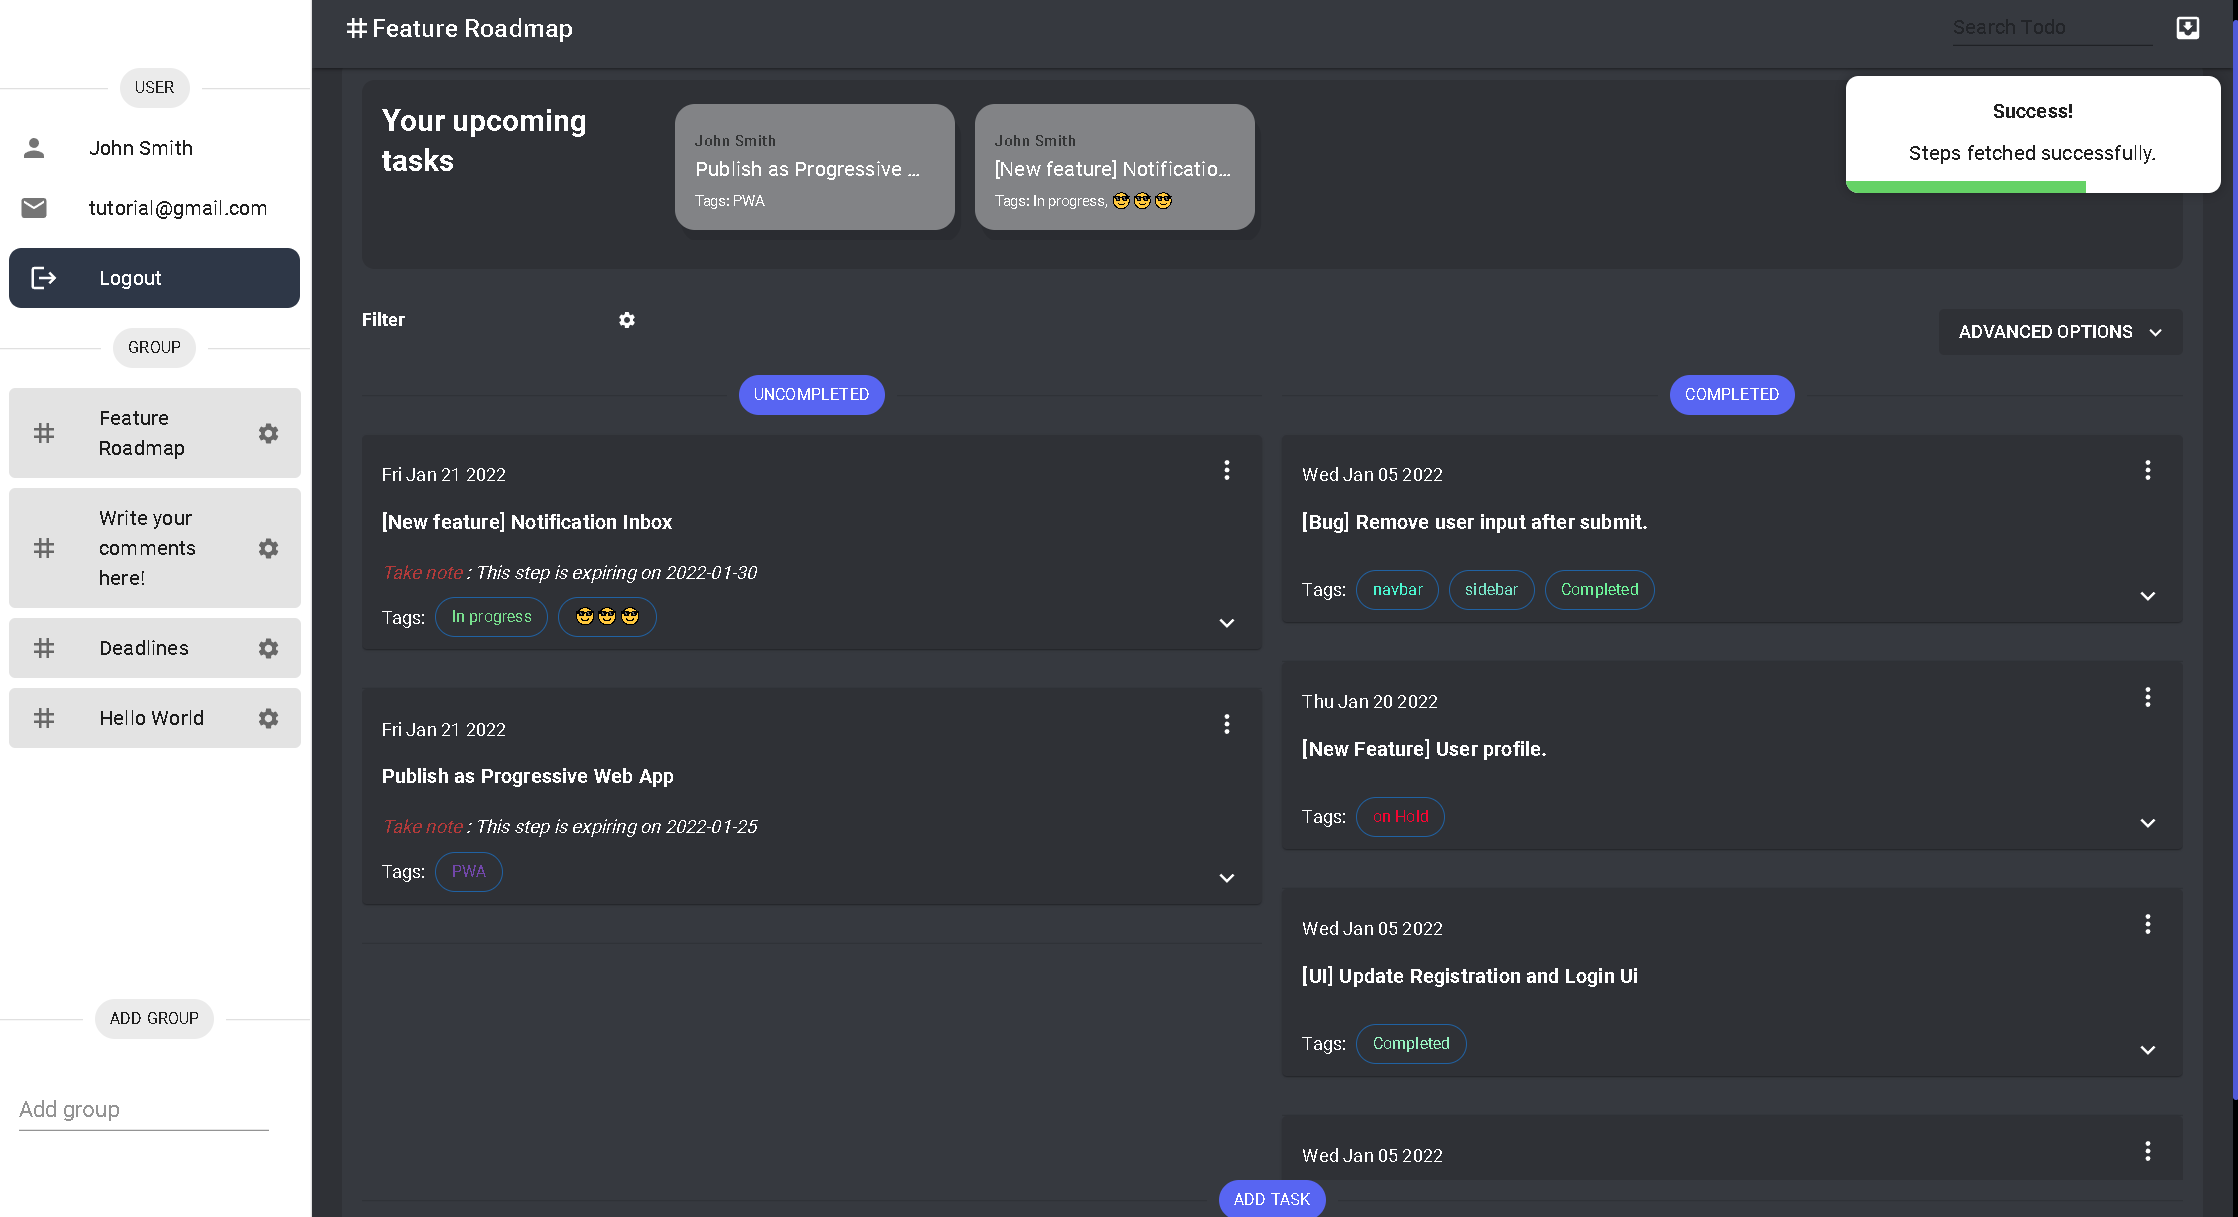 USER
John Smith
tutorial@gmail.com
Logout
GROUP
Feature
Roadmap
Write your
comments
here!
Deadlines
Hello World
ADD GROUP
Add group
Feature Roadmap
Search Todo
Success!
Steps fetched successfully.
Your upcoming
tasks
John Smith
Publish as Progressive ...
Tags: PWA
John Smith
[New feature] Notificatio...
Tags: In progress, 😎😎😎
Filter
ADVANCED OPTIONS
UNCOMPLETED
Fri Jan 21 2022
[New feature] Notification Inbox
Take note : This step is expiring on 2022-01-30
Tags: In progress 😎😎😎
Fri Jan 21 2022
Publish as Progressive Web App
Take note : This step is expiring on 2022-01-25
Tags: PWA
COMPLETED
Wed Jan 05 2022
[Bug] Remove user input after submit.
Tags: navbar sidebar Completed
Thu Jan 20 2022
[New Feature] User profile.
Tags: on Hold
Wed Jan 05 2022
[UI] Update Registration and Login Ui
Tags: Completed
Wed Jan 05 2022
ADD TASK